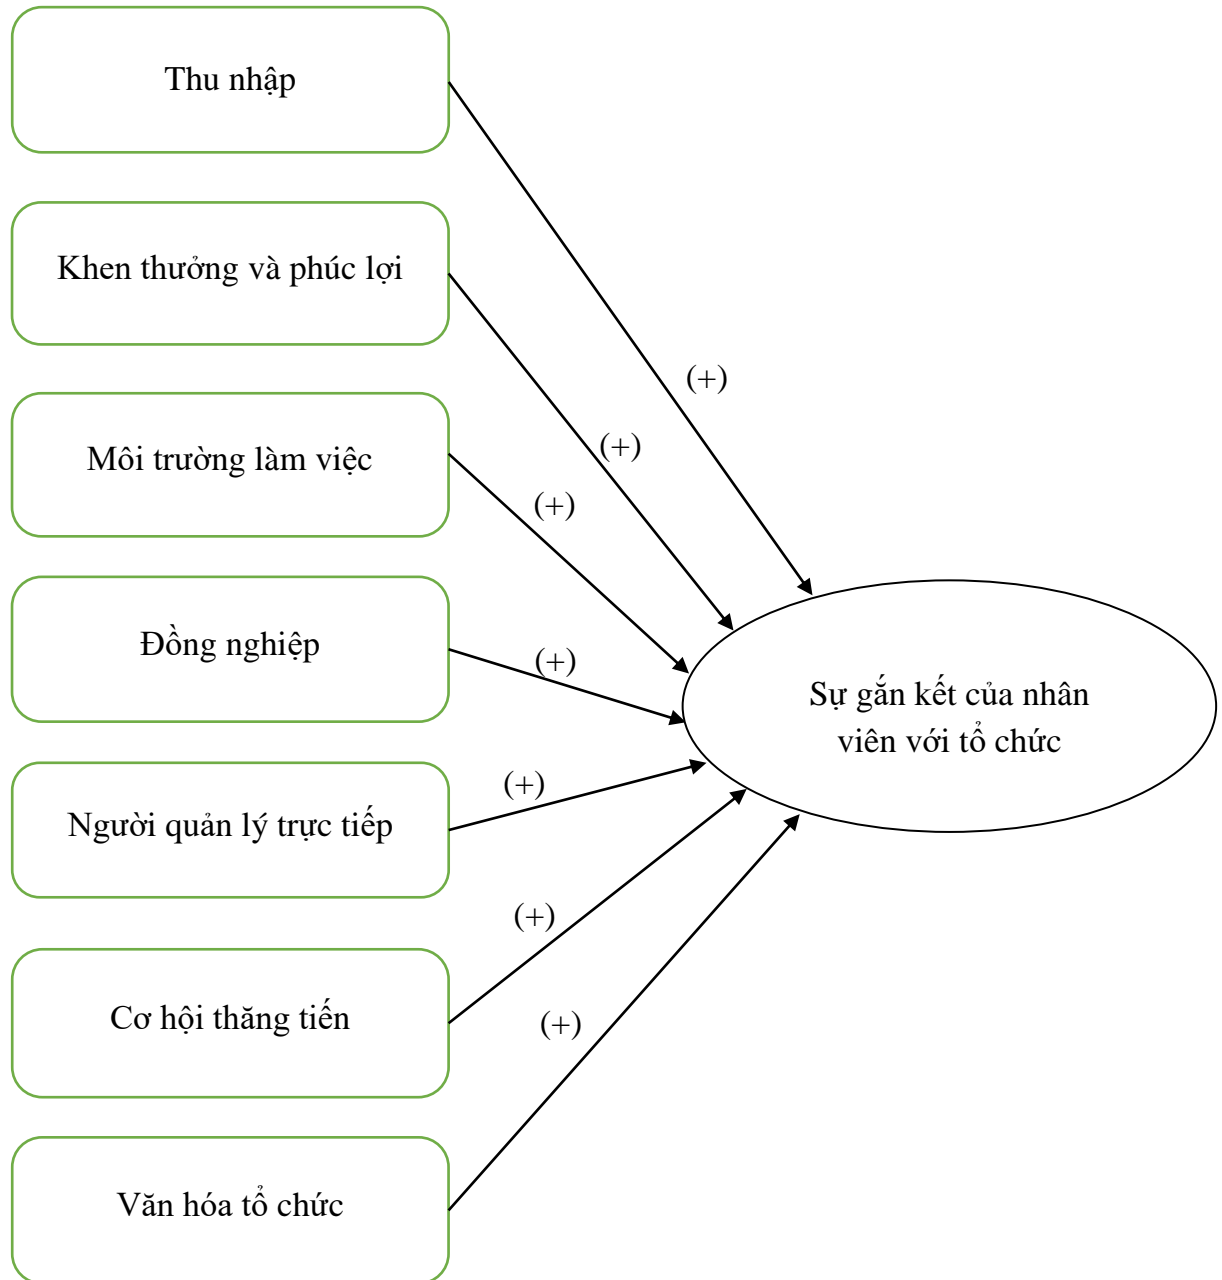 Thu nhập
Khen thưởng và phúc lợi
(+)
(+)
Môi trường làm việc
(+)
Đồng nghiệp
(+)
Sự gắn kết của nhân
viên với tổ chức
(+)
Người quản lý trực tiếp
(+)
Cơ hội thăng tiến
(+)
Văn hóa tổ chức